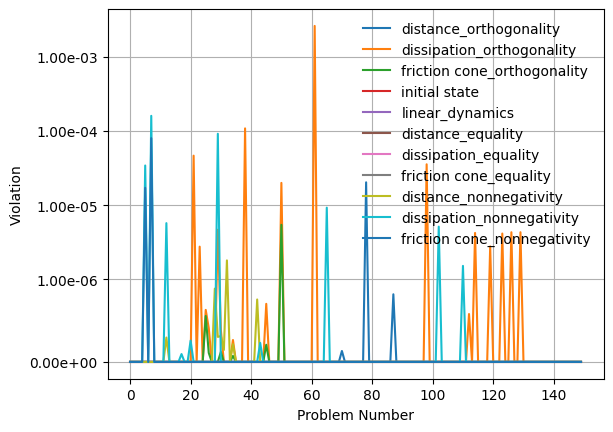 distance_orthogonality
dissipation_orthogonality
friction cone_orthogonality
initial state
linear_dynamics
distance_equality
dissipation_equality
friction cone_equality
distance_nonnegativity
dissipation_nonnegativity
friction cone_nonnegativity
1.00e-03
1.00e-04
1.00e-05
1.00e-06
0.00e+00
Violation
0 20 40 60 80 100 120 140
Problem Number